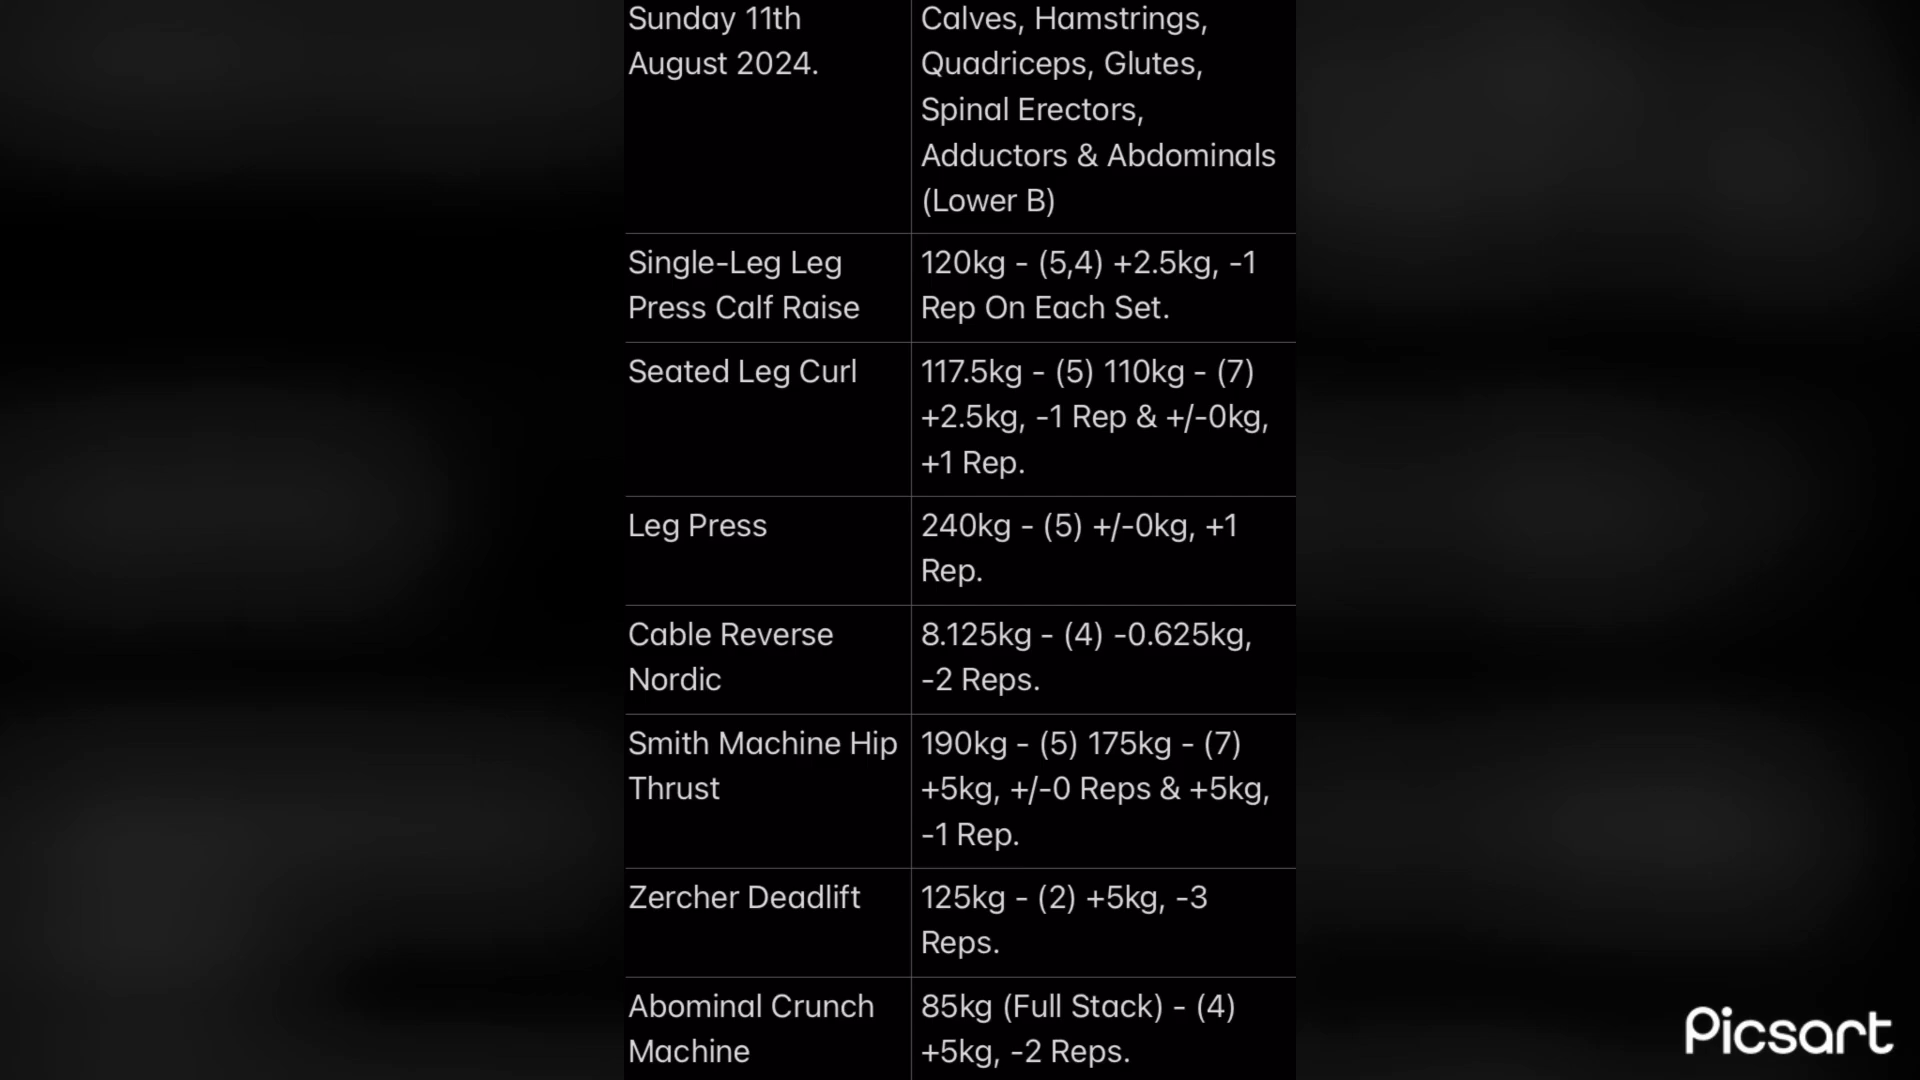 Sunday 11th
August 2024.
Calves, Hamstrings,
Quadriceps, Glutes,
Spinal Erectors,
Adductors & Abdominals
(Lower B)
Single-Leg Leg
Press Calf Raise
120kg - (5,4) +2.5kg, -1
Rep On Each Set.
Seated Leg Curl
117.5kg - (5) 110kg - (7)
+2.5kg, -1 Rep & +/-0kg,
+1 Rep.
Leg Press
240kg - (5) +/-0kg, +1
Rep.
Cable Reverse
Nordic
8.125kg - (4) -0.625kg,
-2 Reps.
Smith Machine Hip
Thrust
190kg - (5) 175kg - (7)
+5kg, +/-0 Reps & +5kg,
-1 Rep.
Zercher Deadlift
125kg - (2) +5kg, -3
Reps.
Abominal Crunch
Machine
85kg (Full Stack) - (4)
+5kg, -2 Reps.
Picsart